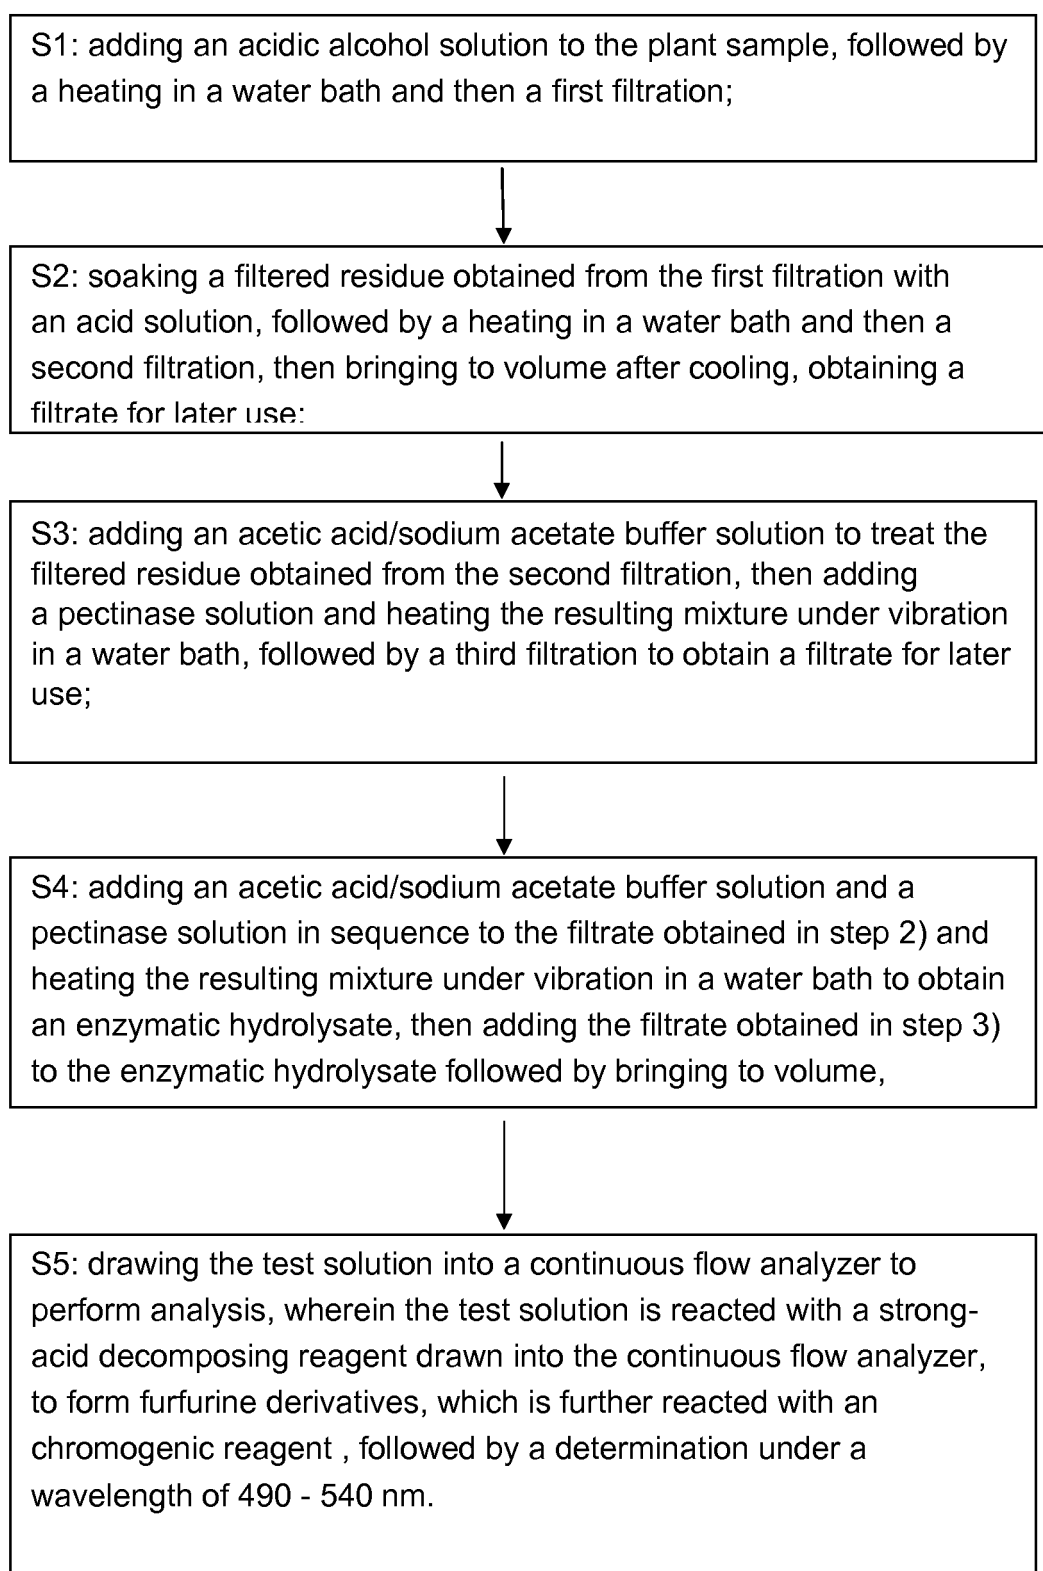 S1: adding an acidic alcohol solution to the plant sample, followed by
a heating in a water bath and then a first filtration;
S2: soaking a filtered residue obtained from the first filtration with
an acid solution, followed by a heating in a water bath and then a
second filtration, then bringing to volume after cooling, obtaining a
filtrate for later use:
S3: adding an acetic acid/sodium acetate buffer solution to treat the
filtered residue obtained from the second filtration, then adding
a pectinase solution and heating the resulting mixture under vibration
in a water bath, followed by a third filtration to obtain a filtrate for later
use;
S4: adding an acetic acid/sodium acetate buffer solution and a
pectinase solution in sequence to the filtrate obtained in step 2) and
heating the resulting mixture under vibration in a water bath to obtain
an enzymatic hydrolysate, then adding the filtrate obtained in step 3)
to the enzymatic hydrolysate followed by bringing to volume,
S5: drawing the test solution into a continuous flow analyzer to
perform analysis, wherein the test solution is reacted with a strong-
acid decomposing reagent drawn into the continuous flow analyzer,
to form furfurine derivatives, which is further reacted with an
chromogenic reagent , followed by a determination under a
wavelength of 490 - 540 nm.